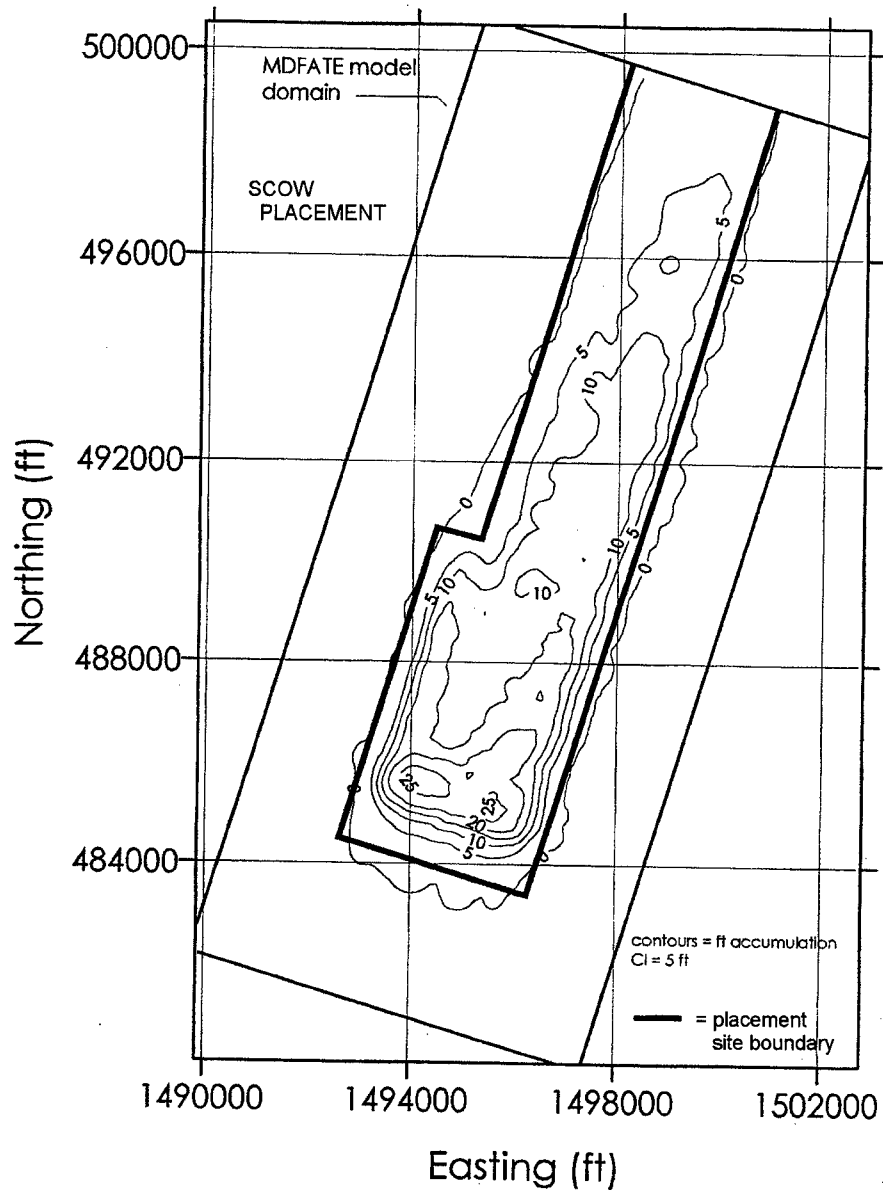 500000
MDFATE model
domain
SCOW
PLACEMENT
5
496000
0
5
10
492000
Northing (ft)
0
5
10
0
10
5
10
488000
0
25
25
20
10
5
0
484000
contours = ft accumulation
CI = 5 ft
= placement
site boundary
1490000
1494000
1498000
1502000
Easting (ft)